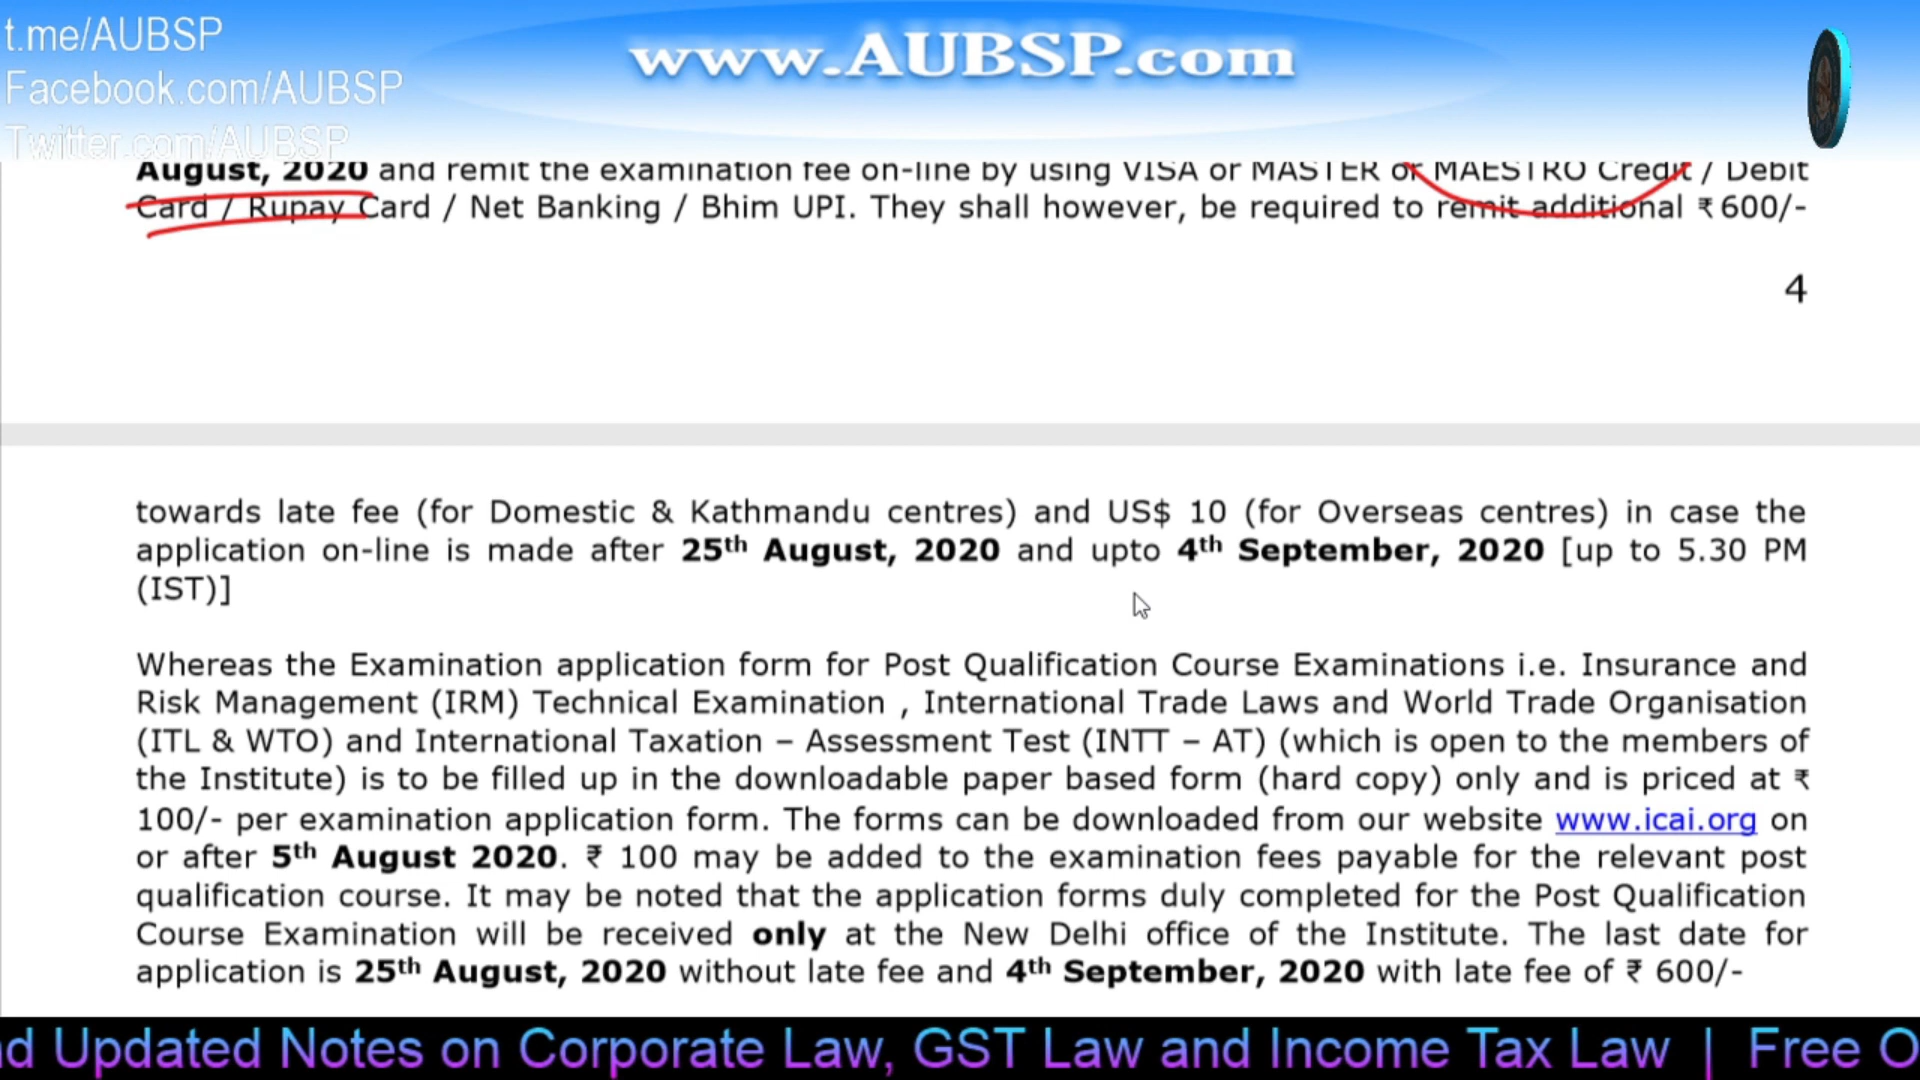 t.me/AUBSP
www.AUBSP.com
Facebook.com/AUBSP
Twitter.com/AUBSP
August, 2020 and remit the examination fee on-line by using VISA or MASTER or MAESTRO Credit / Debit
Card / Rupay Card / Net Banking / Bhim UPI. They shall however, be required to remit additional ₹ 600/-
4
towards late fee (for Domestic & Kathmandu centres) and US$ 10 (for Overseas centres) in case the
application on-line is made after 25th August, 2020 and upto 4th September, 2020 [up to 5.30 PM
(IST)]
Whereas the Examination application form for Post Qualification Course Examinations i.e. Insurance and
Risk Management (IRM) Technical Examination , International Trade Laws and World Trade Organisation
(ITL & WTO) and International Taxation – Assessment Test (INTT – AT) (which is open to the members of
the Institute) is to be filled up in the downloadable paper based form (hard copy) only and is priced at ₹
100/- per examination application form. The forms can be downloaded from our website www.icai.org on
or after 5th August 2020. ₹ 100 may be added to the examination fees payable for the relevant post
qualification course. It may be noted that the application forms duly completed for the Post Qualification
Course Examination will be received only at the New Delhi office of the Institute. The last date for
application is 25th August, 2020 without late fee and 4th September, 2020 with late fee of ₹ 600/-
d Updated Notes on Corporate Law, GST Law and Income Tax Law | Free O